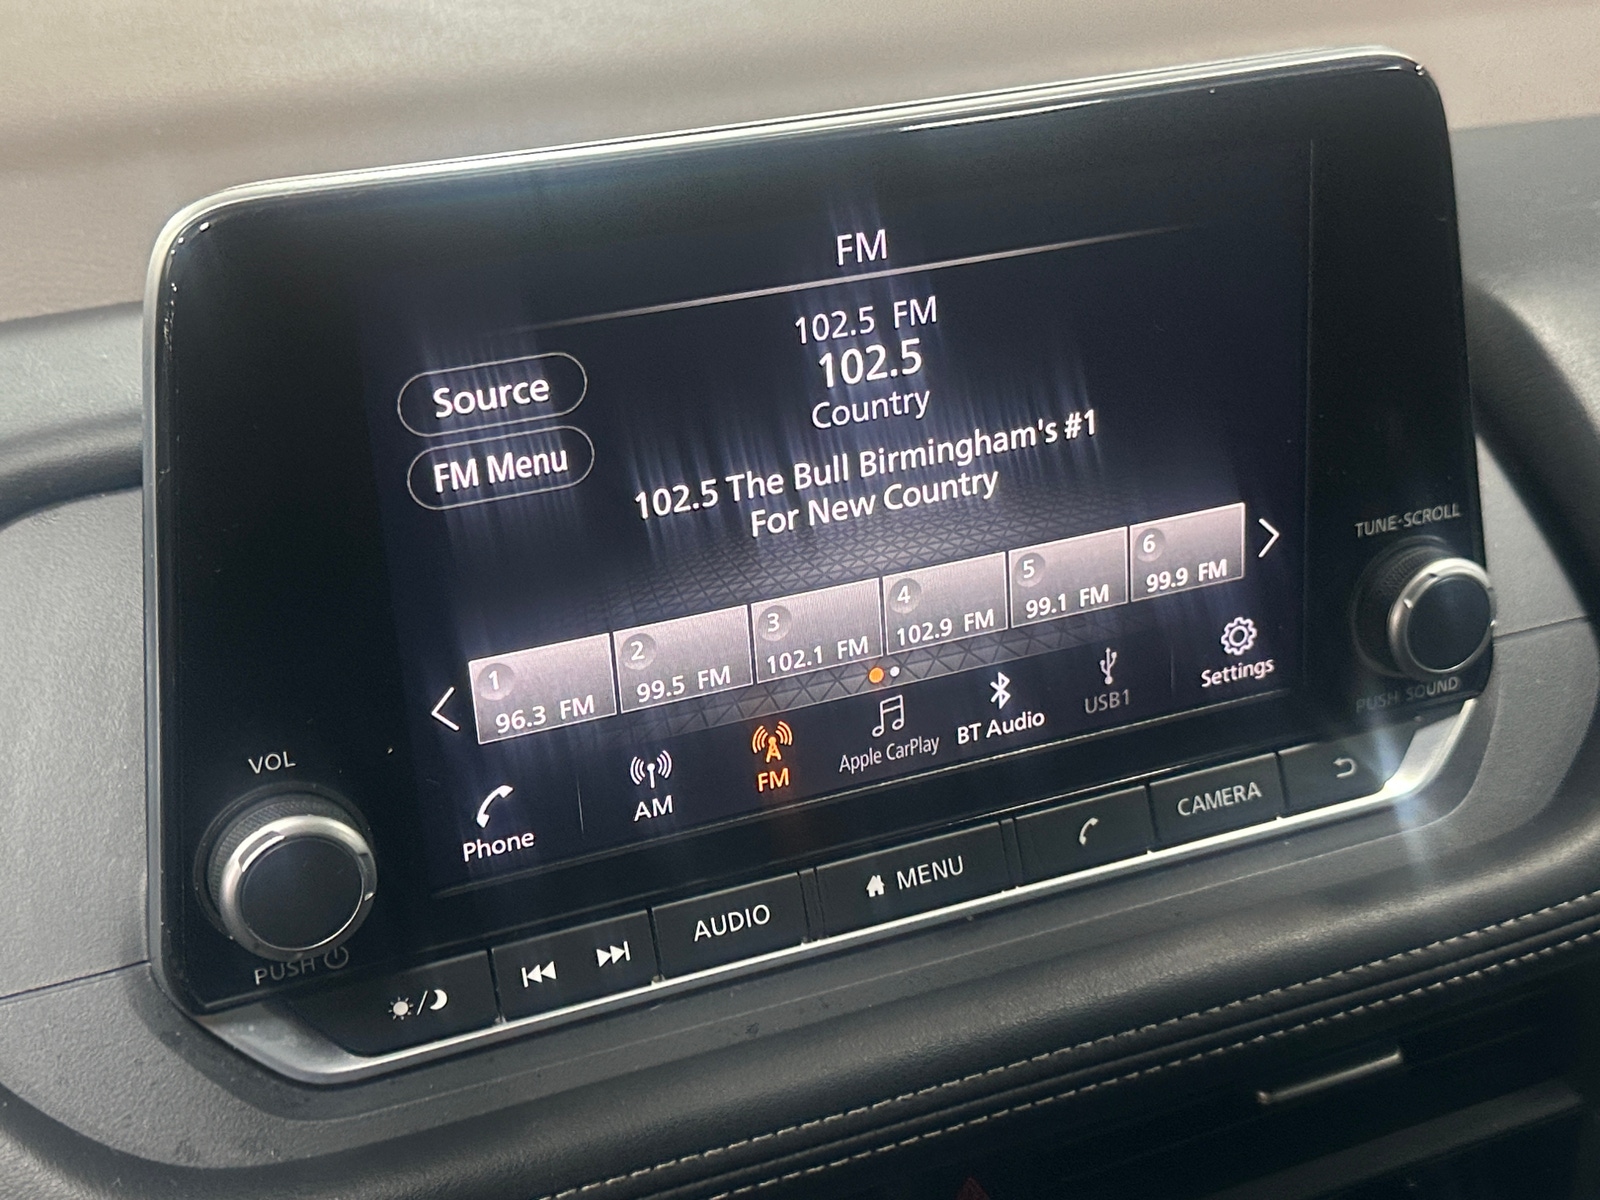 FM
102.5 FM
102.5
Country
102.5 The Bull Birmingham's #1
For New Country
Source
FM Menu
1
96.3 FM
2
99.5 FM
3
102.1 FM
4
102.9 FM
5
99.1 FM
6
99.9 FM
Phone
AM
FM
Apple CarPlay
BT Audio
USB1
Settings
VOL
PUSH
TUNE·SCROLL
PUSH SOUND
AUDIO
MENU
CAMERA